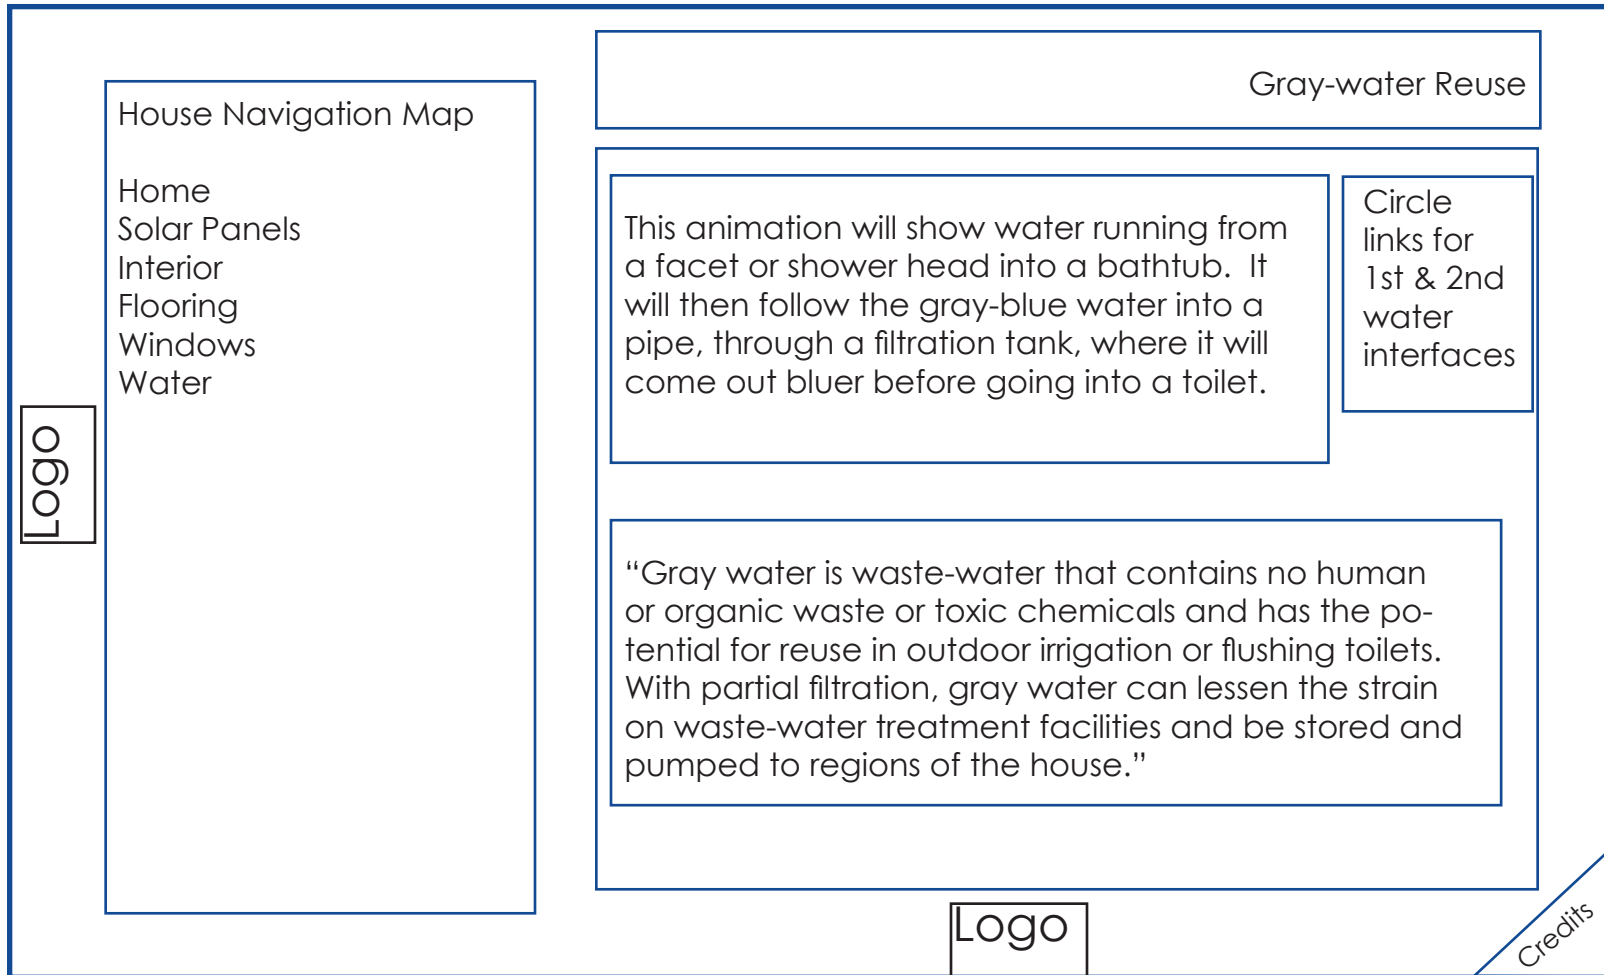 House Navigation Map
Home
Solar Panels
Interior
Flooring
Windows
Water
Logo
Gray-water Reuse
This animation will show water running from
a facet or shower head into a bathtub.  It
will then follow the gray-blue water into a
pipe, through a filtration tank, where it will
come out bluer before going into a toilet.
Circle
links for
1st & 2nd
water
interfaces
“Gray water is waste-water that contains no human
or organic waste or toxic chemicals and has the po-
tential for reuse in outdoor irrigation or flushing toilets.
With partial filtration, gray water can lessen the strain
on waste-water treatment facilities and be stored and
pumped to regions of the house.”
Logo
Credits